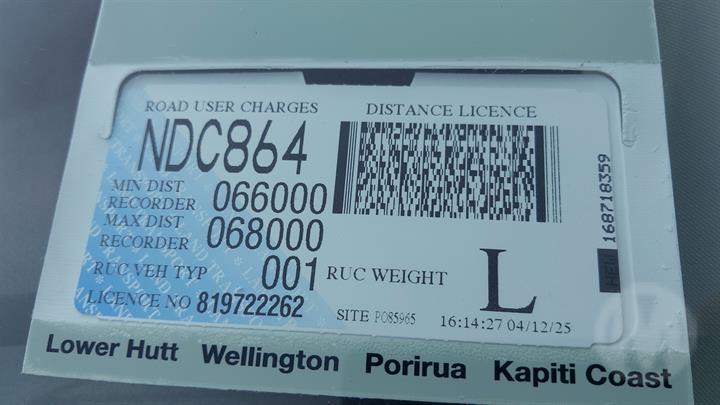 ROAD USER CHARGES DISTANCE LICENCE
NDC864
MIN DIST
RECORDER 066000
MAX DIST
RECORDER 068000
RUC VEH TYP 001 RUC WEIGHT L
LICENCE NO 819722262
SITE PO85965 16:14:27 04/12/25
168718359
Lower Hutt Wellington Porirua Kapiti Coast